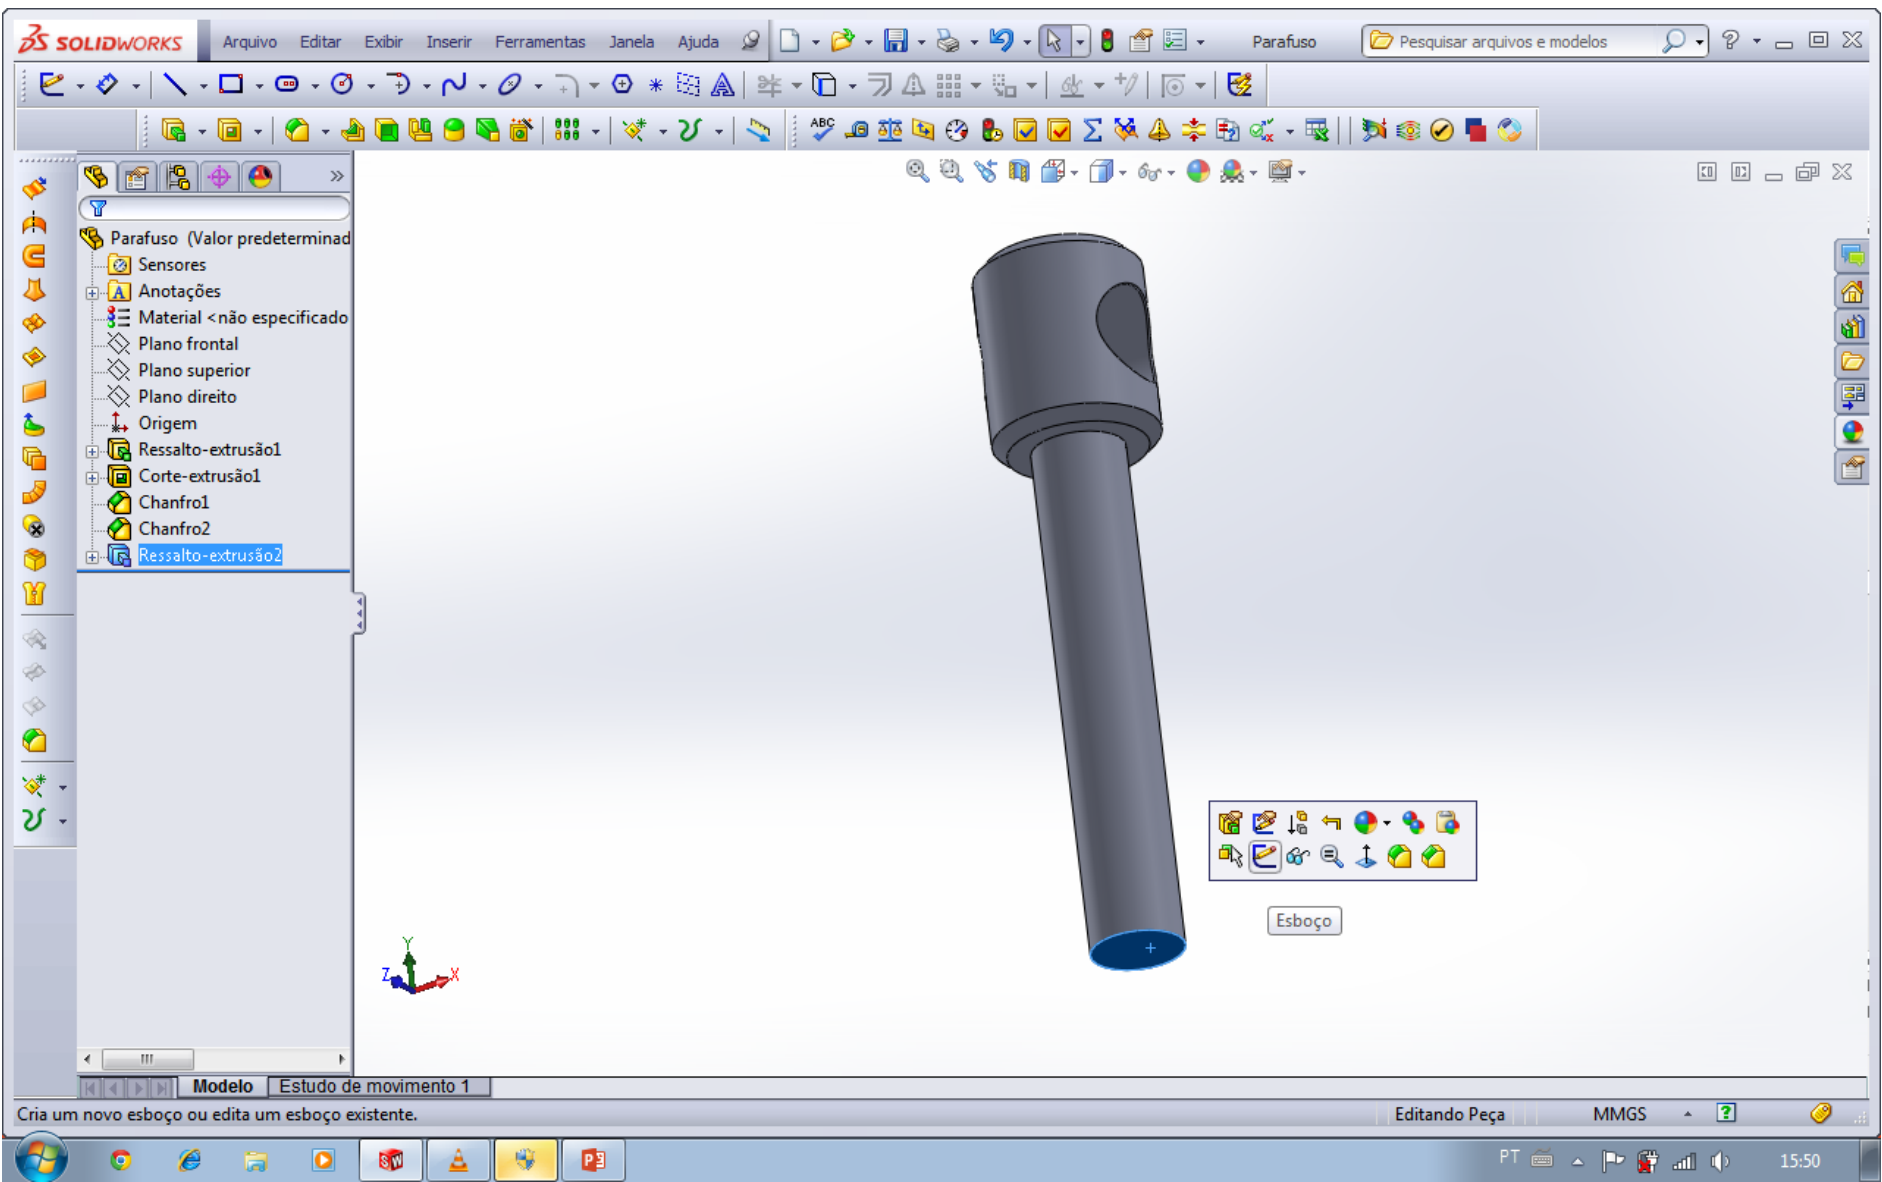 SOLIDWORKS Arquivo Editar Exibir Inserir Ferramentas Janela Ajuda Parafuso Pesquisar arquivos e modelos
ABC
Parafuso (Valor predeterminad
Sensores
Anotações
Material <não especificado
Plano frontal
Plano superior
Plano direito
Origem
Ressalto-extrusão1
Corte-extrusão1
Chanfro1
Chanfro2
Ressalto-extrusão2
Esboço
Y
Z X
Modelo Estudo de movimento 1
Cria um novo esboço ou edita um esboço existente. Editando Peça MMGS
PT 15:50